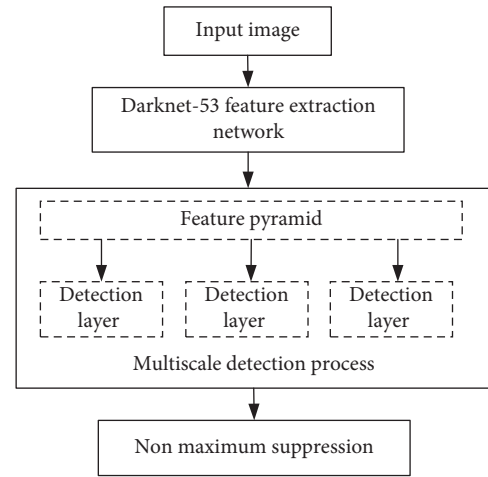 Input image
Darknet-53 feature extraction
network
Feature pyramid
Detection
layer
Detection
layer
Detection
layer
Multiscale detection process
Non maximum suppression